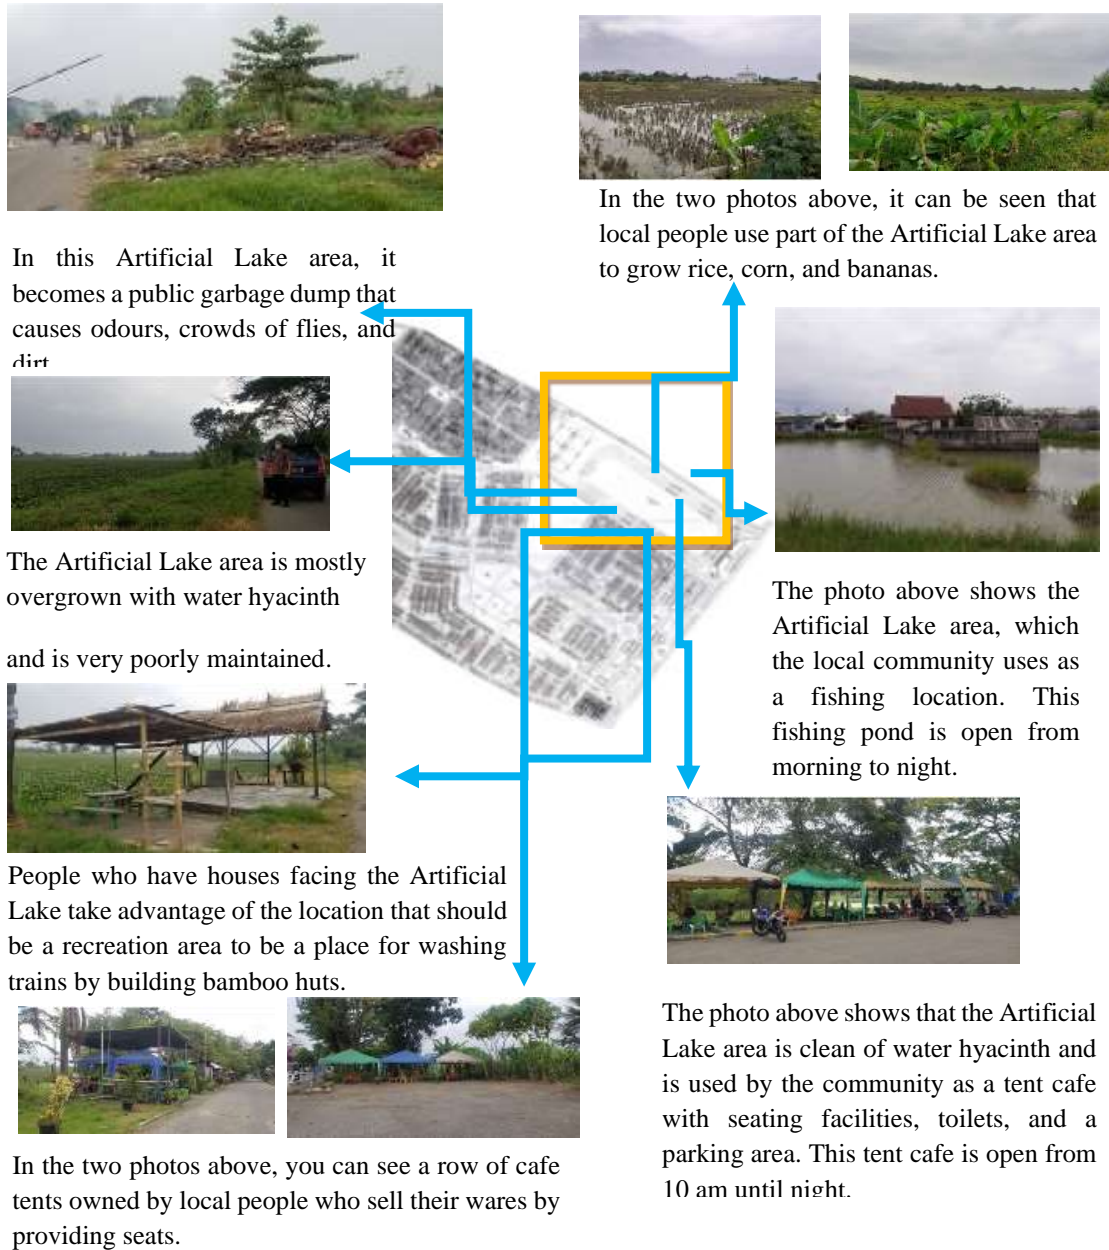 In the two photos above, it can be seen that
local people use part of the Artificial Lake area
to grow rice, corn, and bananas.
In this Artificial Lake area, it
becomes a public garbage dump that
causes odours, crowds of flies, and
dirt
The Artificial Lake area is mostly
overgrown with water hyacinth
and is very poorly maintained.
The photo above shows the
Artificial Lake area, which
the local community uses as
a fishing location. This
fishing pond is open from
morning to night.
People who have houses facing the Artificial
Lake take advantage of the location that should
be a recreation area to be a place for washing
trains by building bamboo huts.
The photo above shows that the Artificial
Lake area is clean of water hyacinth and
is used by the community as a tent cafe
with seating facilities, toilets, and a
parking area. This tent cafe is open from
10 am until night.
In the two photos above, you can see a row of cafe
tents owned by local people who sell their wares by
providing seats.